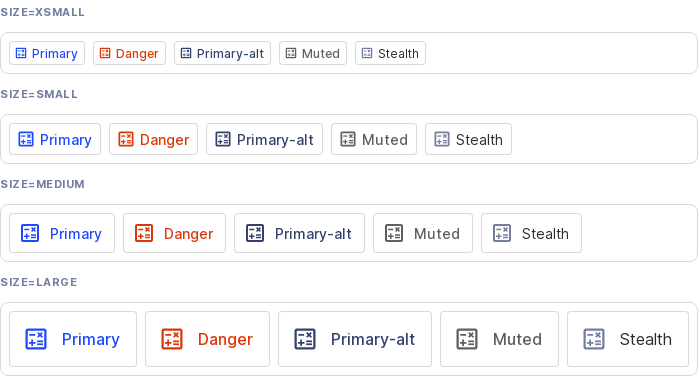 SIZE=XSMALL
Primary Danger Primary-alt Muted Stealth
SIZE=SMALL
Primary Danger Primary-alt Muted Stealth
SIZE=MEDIUM
Primary Danger Primary-alt Muted Stealth
SIZE=LARGE
Primary Danger Primary-alt Muted Stealth